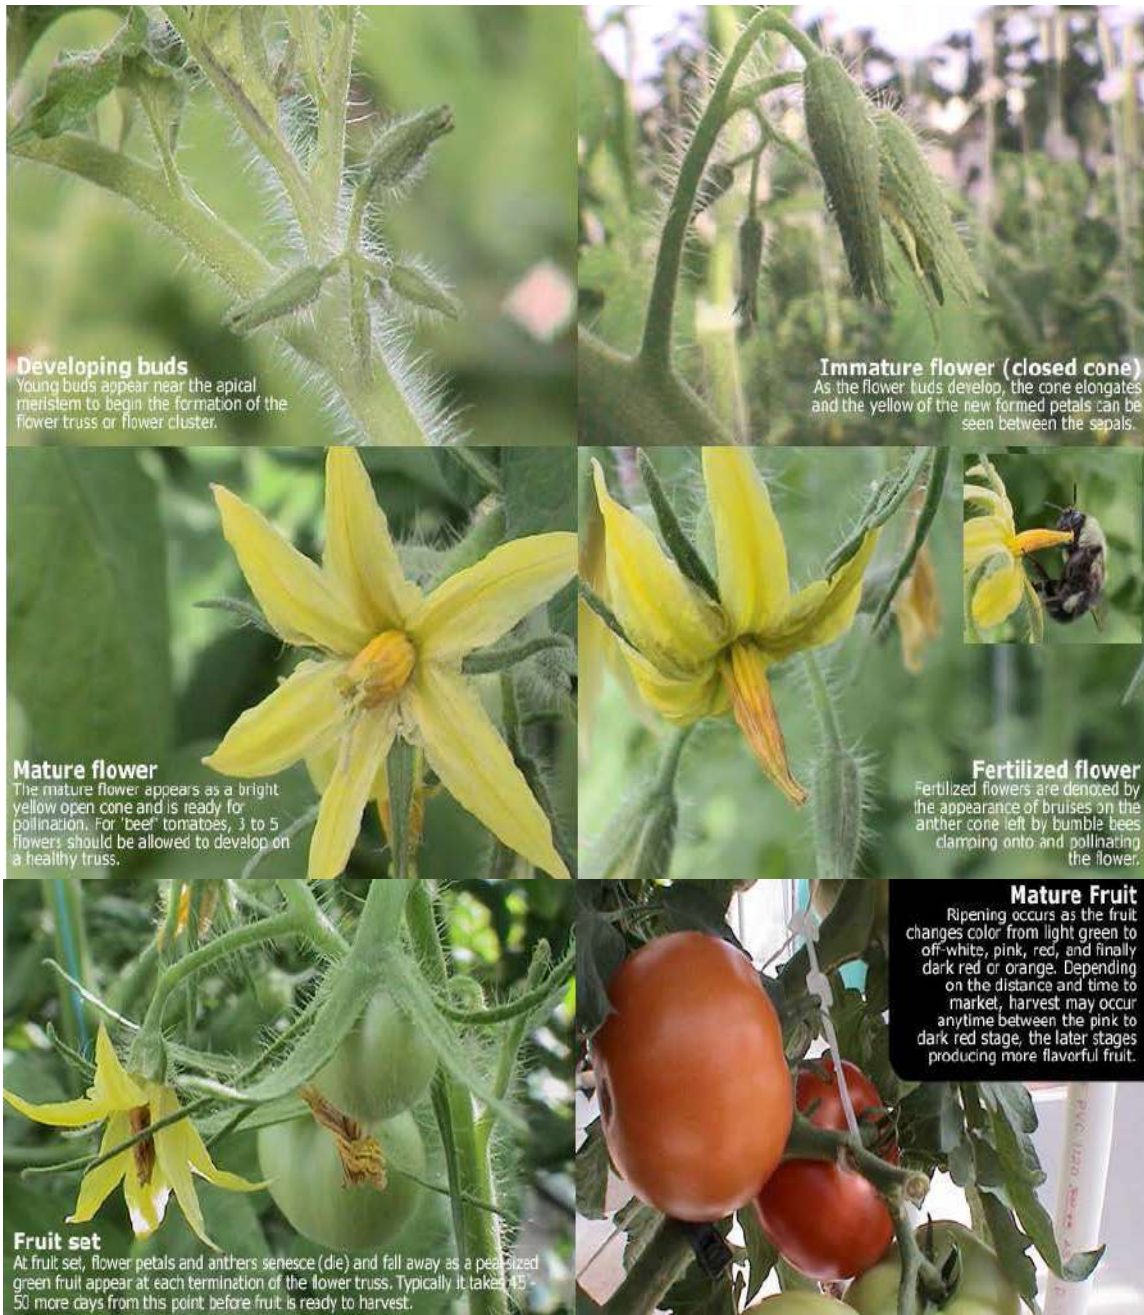 Developing buds
Young buds appear near the apical
meristem to begin the formation of the
flower truss or flower cluster.
Immature flower (closed cone)
As the flower buds develop, the cone elongates
and the yellow of the new formed petals can be
seen between the sepals.
Mature flower
The mature flower appears as a bright
yellow open cone and is ready for
pollination. For 'beef' tomatoes, 3 to 5
flowers should be allowed to develop on
a healthy truss.
Fertilized flower
Fertilized flowers are denoted by
the appearance of bruises on the
anther cone left by bumble bees
clamping onto and pollinating
the flower.
Fruit set
At fruit set, flower petals and anthers senesce (die) and fall away as a pea-sized
green fruit appear at each termination of the flower truss. Typically it takes 45 -
50 more days from this point before fruit is ready to harvest.
Mature Fruit
Ripening occurs as the fruit
changes color from light green to
off-white, pink, red, and finally
dark red or orange. Depending
on the distance and time to
market, harvest may occur
anytime between the pink to
dark red stage, the later stages
producing more flavorful fruit.
PVC